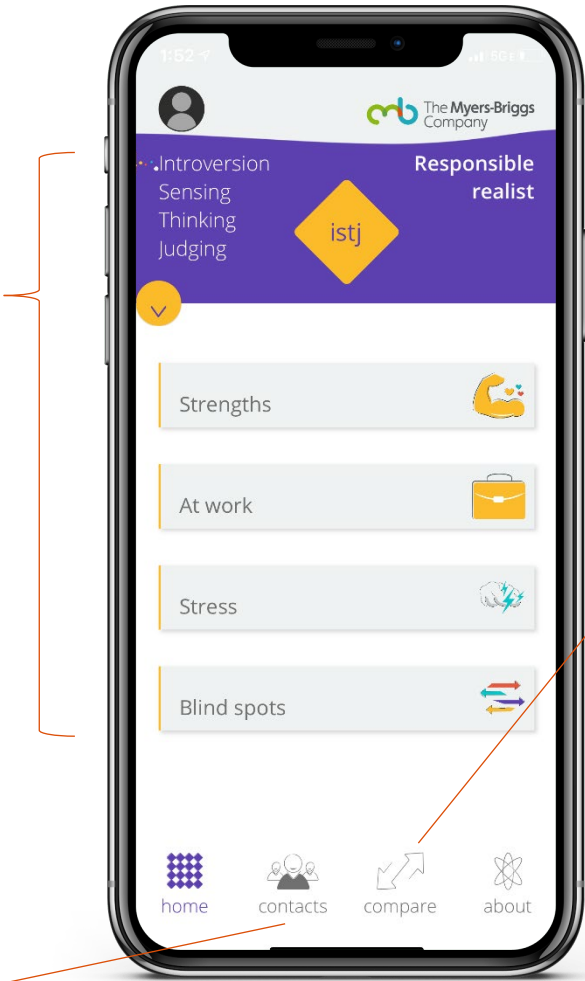 1:52
The Myers-Briggs
Company
Introversion
Sensing
Thinking
Judging
Responsible
realist
istj
Strengths
At work
Stress
Blind spots
home
contacts
compare
about